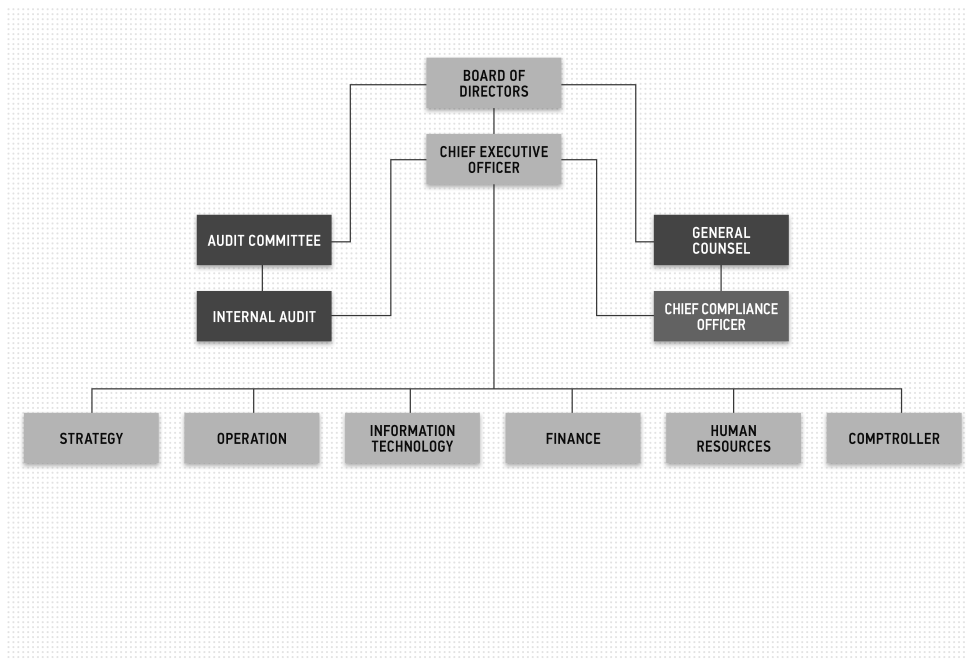 BOARD OF
DIRECTORS
CHIEF EXECUTIVE
OFFICER
AUDIT COMMITTEE
GENERAL
COUNSEL
INTERNAL AUDIT
CHIEF COMPLIANCE
OFFICER
STRATEGY
OPERATION
INFORMATION
TECHNOLOGY
FINANCE
HUMAN
RESOURCES
COMPTROLLER